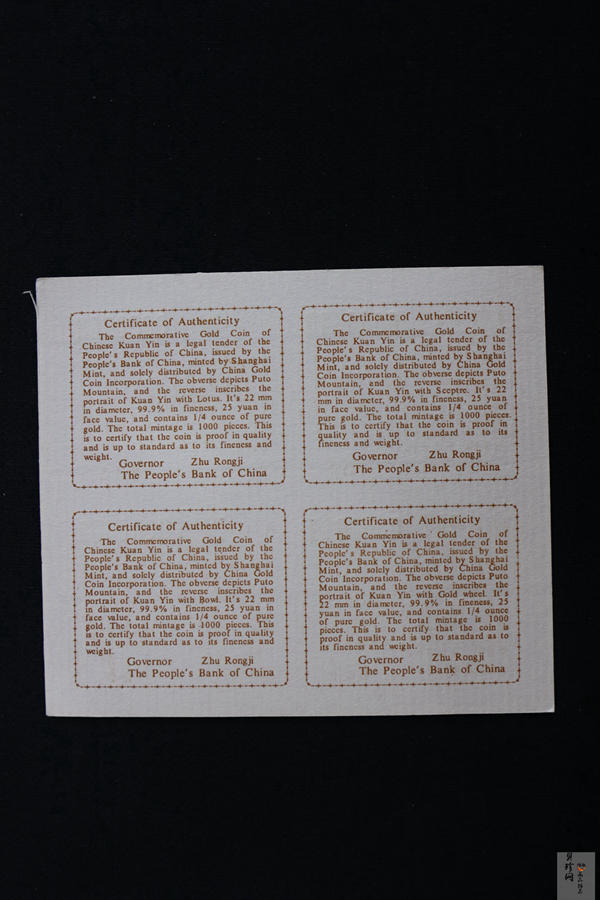 Certificate of Authenticity
The Commemorative Gold Coin of
Chinese Kuan Yin is a legal tender of the
People's Republic of China, issued by the
People's Bank of China, minted by Shanghai
Mint, and solely distributed by China Gold
Coin Incorporation. The obverse depicts Puto
Mountain, and the reverse inscribes the
portrait of Kuan Yin with Lotus. It's 22 mm
in diameter, 99.9% in fineness, 25 yuan in
face value, and contains 1/4 ounce of pure
gold. The total mintage is 1000 pieces. This
is to certify that the coin is proof in quality
and is up to standard as to its fineness and
weight.
Governor Zhu Rongji
The People's Bank of China
Certificate of Authenticity
The Commemorative Gold Coin of
Chinese Kuan Yin is a legal tender of the
People's Republic of China, issued by the
People's Bank of China, minted by Shanghai
Mint, and solely distributed by China Gold
Coin Incorporation. The obverse depicts Puto
Mountain, and the reverse inscribes the
portrait of Kuan Yin with Sceptre. It's 22
mm in diameter, 99.9% in fineness, 25 yuan
in face value, and contains 1/4 ounce of
pure gold. The total mintage is 1000 pieces.
This is to certify that the coin is proof in
quality and is up to standard as to its
fineness and weight.
Governor Zhu Rongji
The People's Bank of China
Certificate of Authenticity
The Commemorative Gold Coin of
Chinese Kuan Yin is a legal tender of the
People's Republic of China, issued by the
People's Bank of China, minted by Shanghai
Mint, and solely distributed by China Gold
Coin Incorporation. The obverse depicts Puto
Mountain, and the reverse inscribes the
portrait of Kuan Yin with Bowl. It's 22 mm
in diameter, 99.9% in fineness, 25 yuan in
face value, and contains 1/4 ounce of pure
gold. The total mintage is 1000 pieces. This
is to certify that the coin is proof in quality
and is up to standard as to its fineness and
weight.
Governor Zhu Rongji
The People's Bank of China
Certificate of Authenticity
The Commemorative Gold Coin of
Chinese Kuan Yin is a legal tender of the
People's Republic of China, issued by the
People's Bank of China, minted by Shanghai
Mint, and solely distributed by China Gold
Coin Incorporation. The obverse depicts Puto
Mountain, and the reverse inscribes the
portrait of Kuan Yin with Gold wheel. It's
22 mm in diameter, 99.9% in fineness, 25
yuan in face value, and contains 1/4 ounce
of pure gold. The total mintage is 1000
pieces. This is to certify that the coin is
proof in quality and is up to standard as to
its fineness and weight.
Governor Zhu Rongji
The People's Bank of China